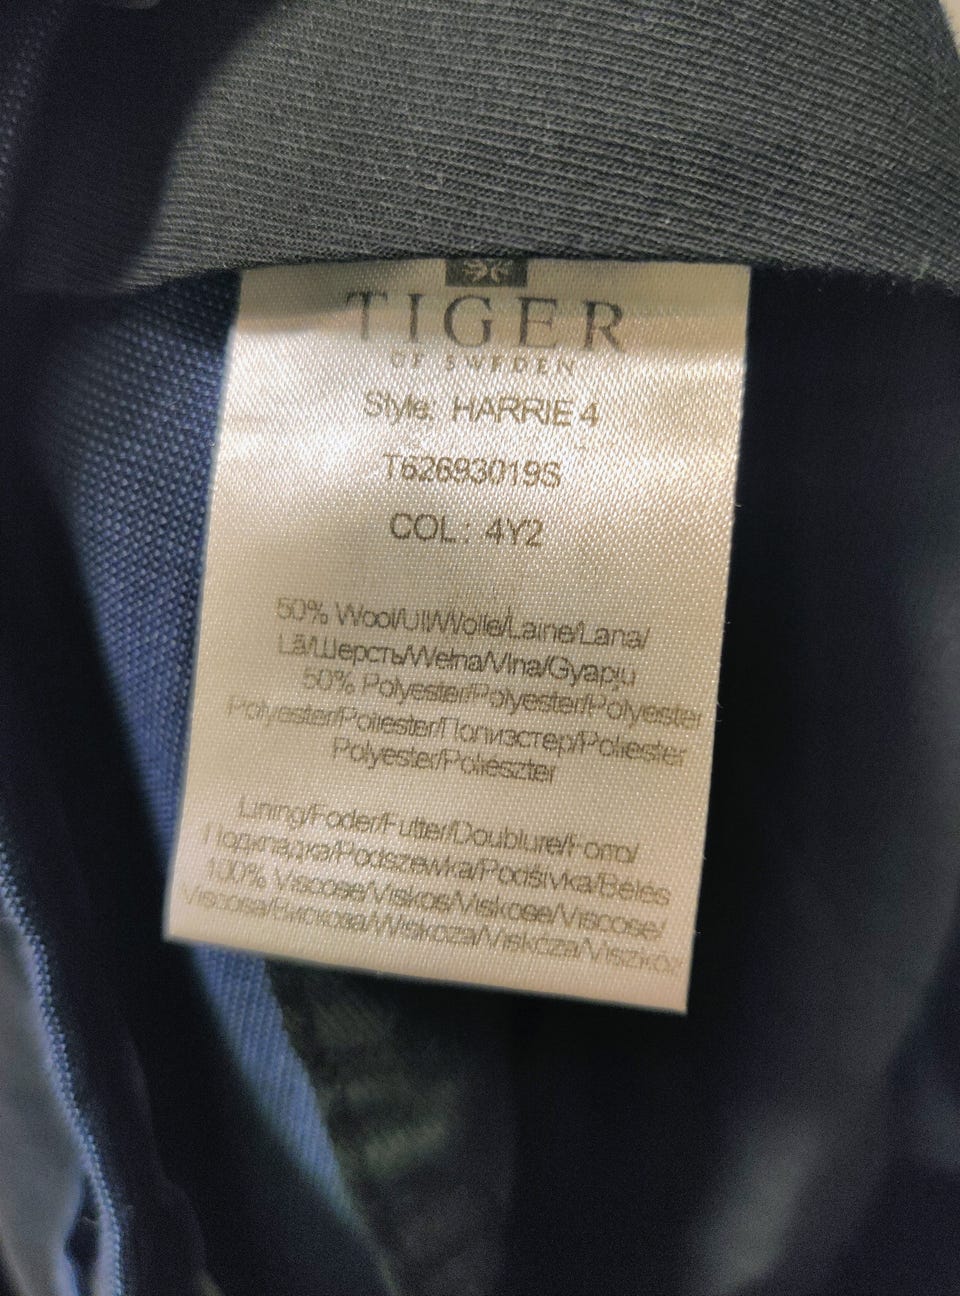 TIGER
OF SWEDEN
Style: HARRIE 4
T62693019S
COL: 4Y2
50% Wool/Ull/Wolle/Laine/Lana/
Lã/Шерсть/Wełna/Vlna/Gyapjú
50% Polyester/Polyester/Polyester
Polyester/Poliester/Полиэстер/Poliester
Polyester/Poliészter
Lining/Foder/Futter/Doublure/Forro/
Подкладка/Podszewka/Podšívka/Bélés
100% Viscose/Viskos/Viskose/Viscose/
Viscosa/Вискоза/Wiskoza/Viskóza/Viszkóz